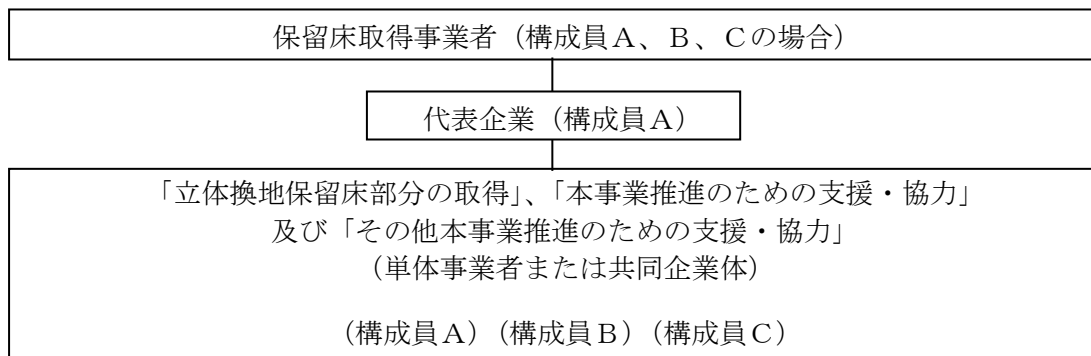 保留床取得事業者（構成員Ａ、Ｂ、Ｃの場合）
代表企業（構成員Ａ）
「立体換地保留床部分の取得」、「本事業推進のための支援・協力」
及び「その他本事業推進のための支援・協力」
（単体事業者または共同企業体）
（構成員Ａ）（構成員Ｂ）（構成員Ｃ）